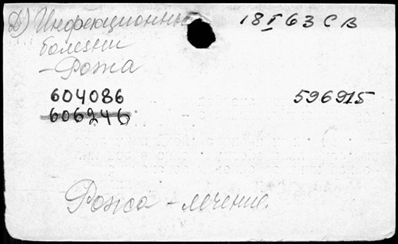 Д) Инфекционные 18 I 63 СВ
болезни
- Рожа
604086 596915
606246
Рожа - лечение.